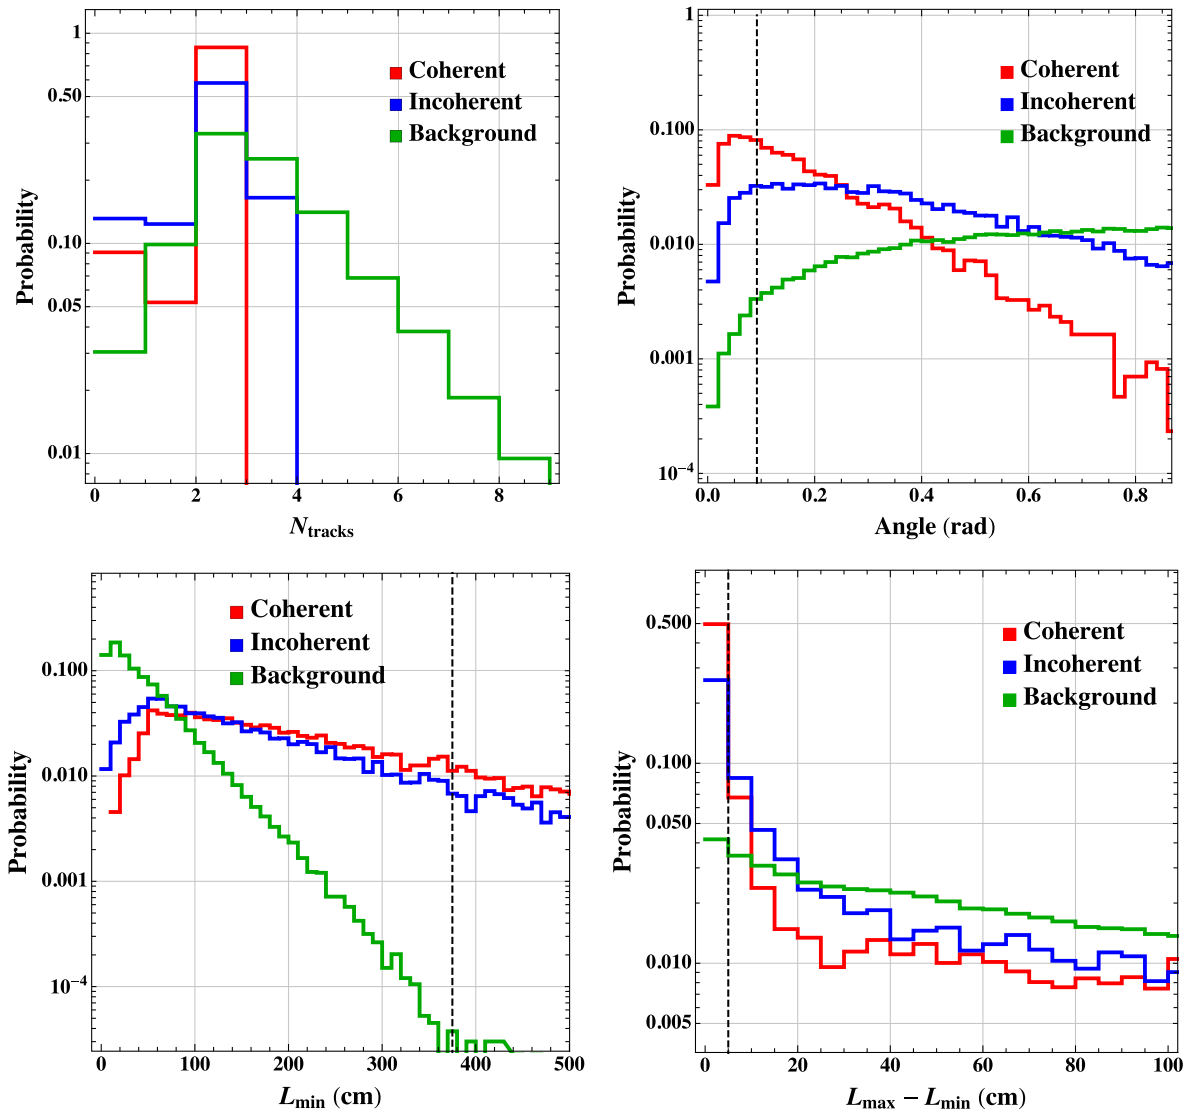 1
0.50
0.10
0.05
0.01
Probability
Coherent
Incoherent
Background
0 2 4 6 8
Ntracks
1
0.100
0.010
0.001
10−4
Probability
Coherent
Incoherent
Background
0.0 0.2 0.4 0.6 0.8
Angle (rad)
0.100
0.010
0.001
10−4
Probability
Coherent
Incoherent
Background
0 100 200 300 400 500
Lmin (cm)
0.500
0.100
0.050
0.010
0.005
Probability
Coherent
Incoherent
Background
0 20 40 60 80 100
Lmax − Lmin (cm)